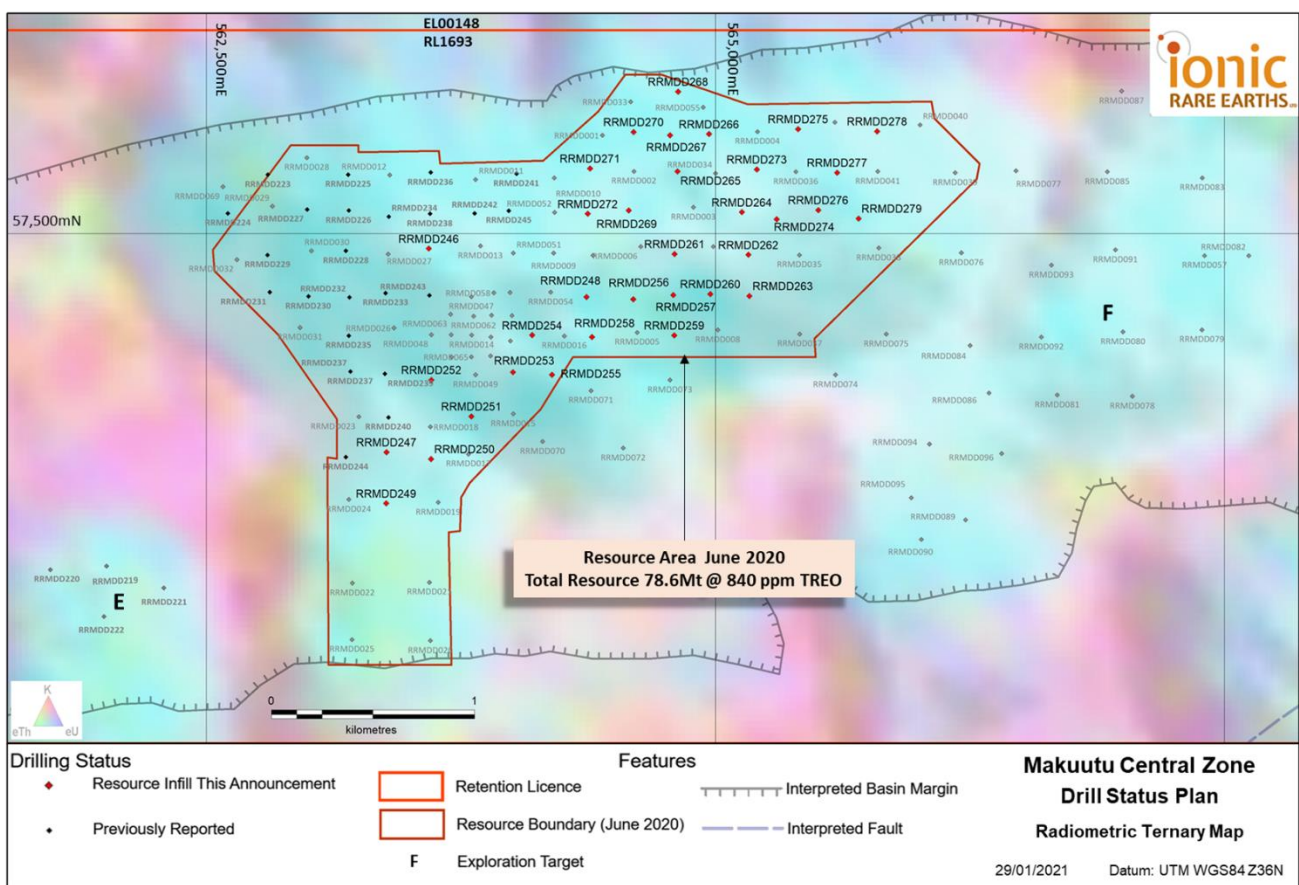 EL00148
RL1693
562,500mE
565,000mE
57,500mN
ionic
RARE EARTHS
RRMDD268
RRMDD033
RRMDD055
RRMDD087
RRMDD270
RRMDD266
RRMDD275
RRMDD278
RRMDD040
RRMDD001
RRMDD267
RRMDD004
RRMDD028
RRMDD012
RRMDD011
RRMDD271
RRMDD034
RRMDD273
RRMDD277
RRMDD223
RRMDD225
RRMDD236
RRMDD241
RRMDD010
RRMDD002
RRMDD265
RRMDD036
RRMDD041
RRMDD039
RRMDD077
RRMDD085
RRMDD083
RRMDD069
RRMDD029
RRMDD224
RRMDD227
RRMDD226
RRMDD234
RRMDD238
RRMDD242
RRMDD052
RRMDD245
RRMDD272
RRMDD269
RRMDD003
RRMDD264
RRMDD276
RRMDD274
RRMDD279
RRMDD246
RRMDD030
RRMDD032
RRMDD229
RRMDD228
RRMDD027
RRMDD013
RRMDD051
RRMDD009
RRMDD006
RRMDD261
RRMDD262
RRMDD035
RRMDD038
RRMDD076
RRMDD093
RRMDD091
RRMDD082
RRMDD057
RRMDD231
RRMDD232
RRMDD230
RRMDD243
RRMDD233
RRMDD058
RRMDD047
RRMDD054
RRMDD248
RRMDD256
RRMDD260
RRMDD257
RRMDD263
F
RRMDD031
RRMDD026
RRMDD063
RRMDD062
RRMDD235
RRMDD048
RRMDD014
RRMDD254
RRMDD016
RRMDD258
RRMDD005
RRMDD259
RRMDD008
RRMDD037
RRMDD075
RRMDD084
RRMDD092
RRMDD080
RRMDD079
RRMDD237
RRMDD237
RRMDD065
RRMDD252
RRMDD049
RRMDD253
RRMDD255
RRMDD071
RRMDD073
RRMDD074
RRMDD086
RRMDD081
RRMDD078
RRMDD251
RRMDD023
RRMDD240
RRMDD018
RRMDD247
RRMDD250
RRMDD244
RRMDD070
RRMDD072
RRMDD094
RRMDD096
RRMDD249
RRMDD024
RRMDD019
RRMDD095
RRMDD089
RRMDD090
Resource Area June 2020
Total Resource 78.6Mt @ 840 ppm TREO
RRMDD220
RRMDD219
RRMDD221
E
RRMDD222
RRMDD022
RRMDD025
K
eTh
eU
0
1
kilometres
Drilling Status
Resource Infill This Announcement
Previously Reported
Features
Retention Licence
Resource Boundary (June 2020)
F
Exploration Target
Interpreted Basin Margin
Interpreted Fault
Makuutu Central Zone
Drill Status Plan
Radiometric Ternary Map
29/01/2021
Datum: UTM WGS84 Z36N